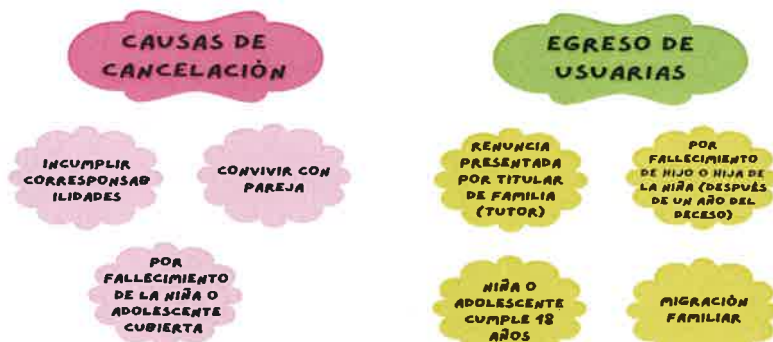 CAUSAS DE
CANCELACIÓN
INCUMPLIR
CORRESPONSAB
ILIDADES
CONVIVIR CON
PAREJA
POR
FALLECIMIENTO
DE LA NIÑA O
ADOLESCENTE
CUBIERTA
EGRESO DE
USUARIAS
RENUNCIA
PRESENTADA
POR TITULAR
DE FAMILIA
(TUTOR)
POR
FALLECIMIENTO
DE HIJO O HIJA DE
LA NIÑA (DESPUÉS
DE UN AÑO DEL
DECESO)
NIÑA O
ADOLESCENTE
CUMPLE 18
AÑOS
MIGRACIÓN
FAMILIAR